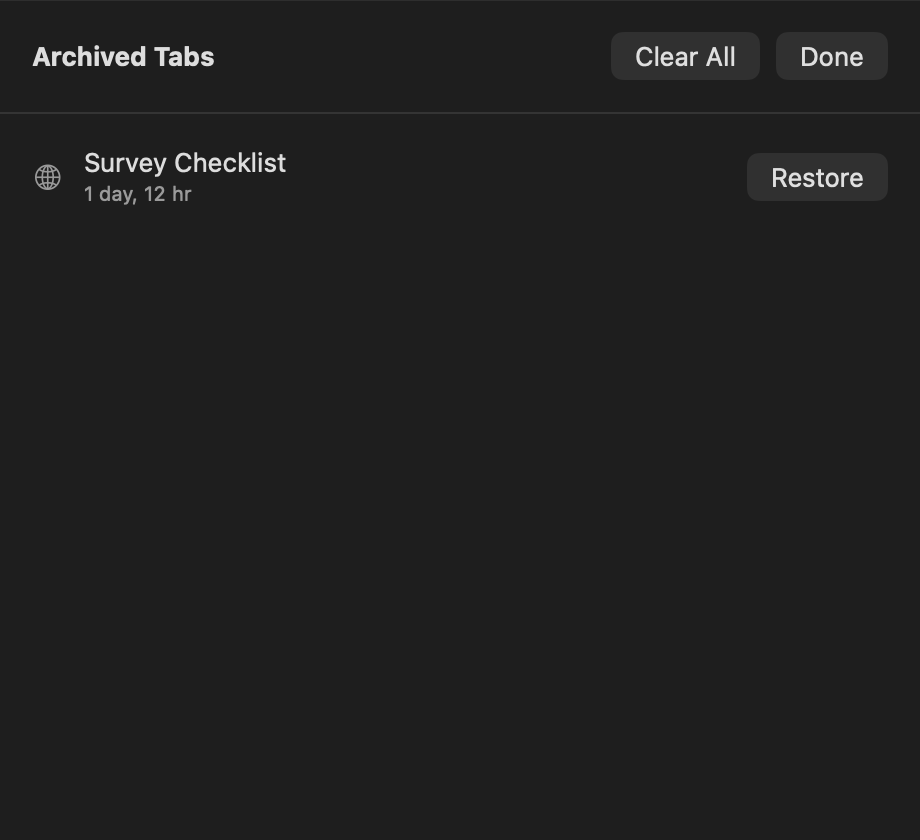 Archived Tabs
Clear All
Done
Survey Checklist
1 day, 12 hr
Restore